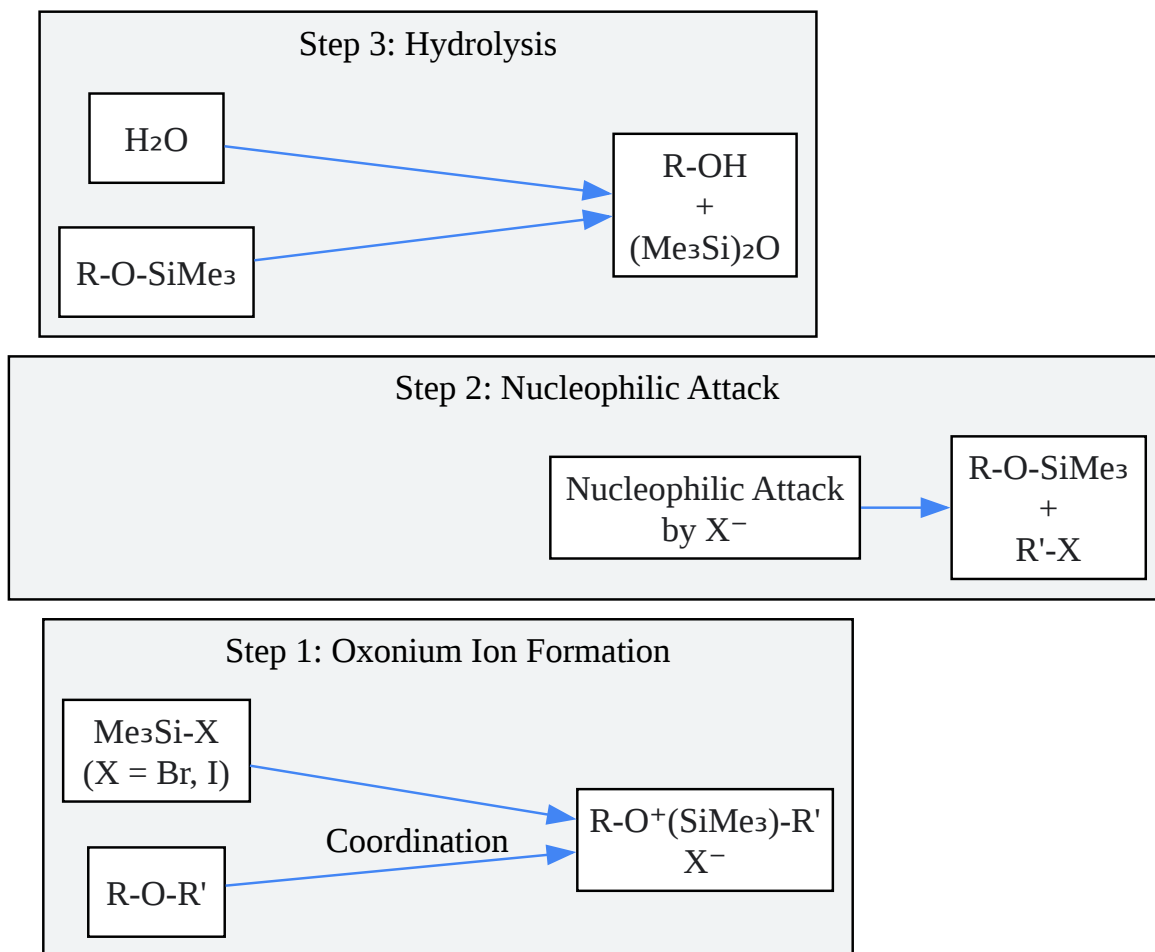 Step 3: Hydrolysis
H₂O
R-O-SiMe₃
R-OH
+
(Me₃Si)₂O
Step 2: Nucleophilic Attack
Nucleophilic Attack
by X⁻
R-O-SiMe₃
+
R'-X
Step 1: Oxonium Ion Formation
Me₃Si-X
(X = Br, I)
Coordination
R-O-R'
R-O⁺(SiMe₃)-R'
X⁻